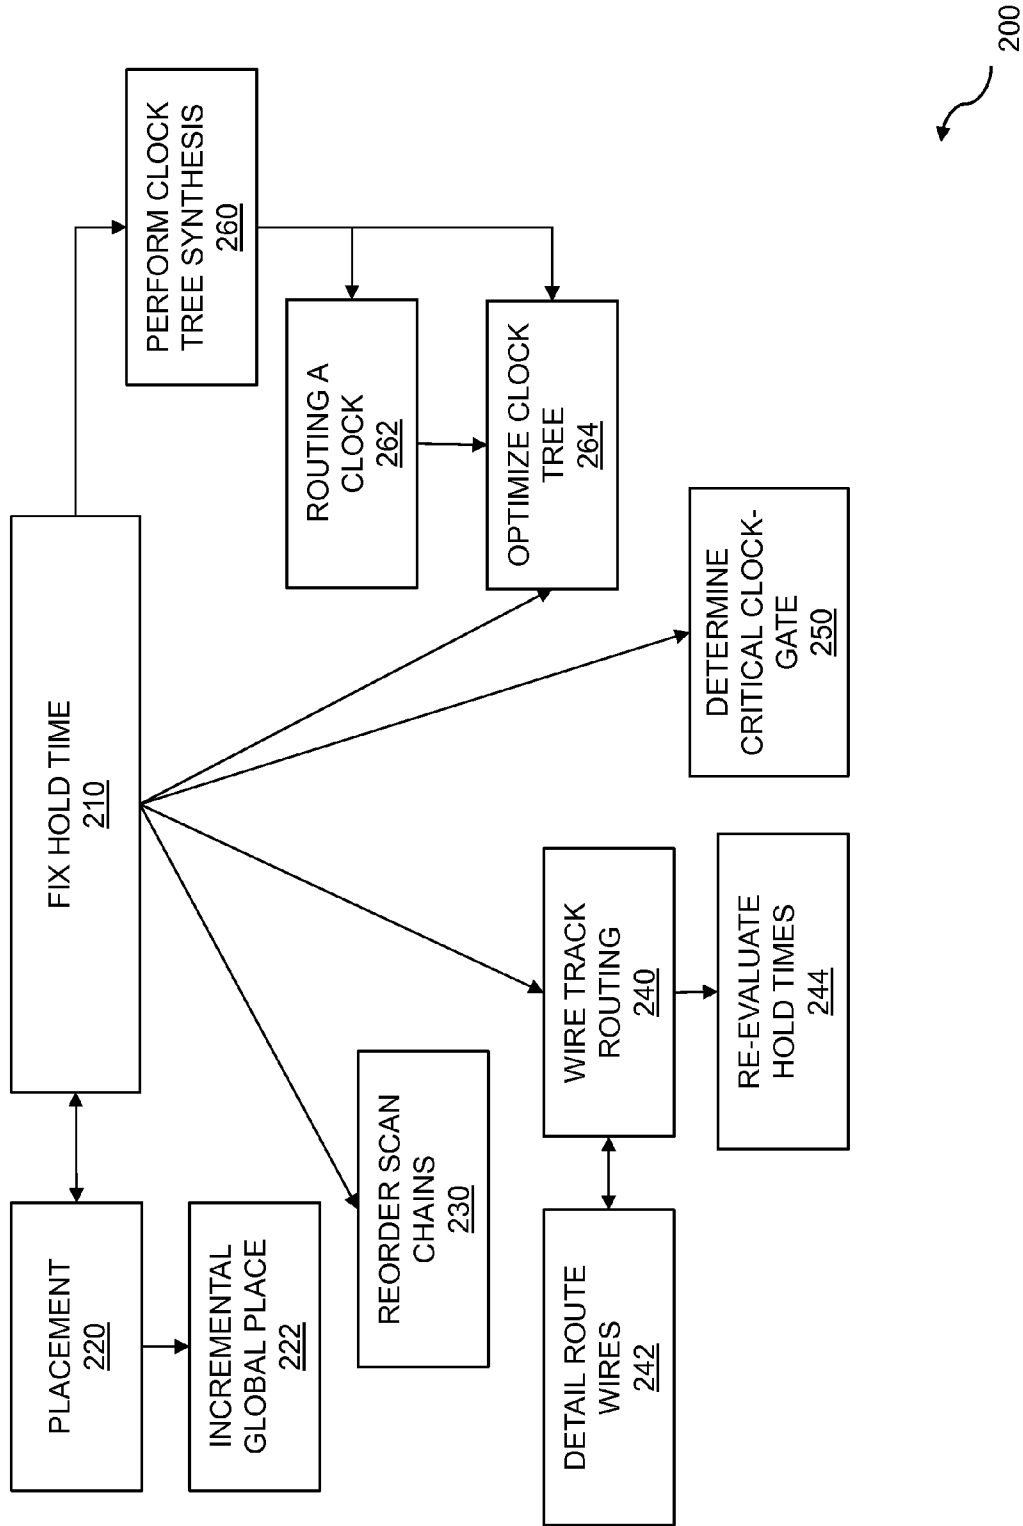 FIX HOLD TIME
210
PLACEMENT
220
INCREMENTAL
GLOBAL PLACE
222
REORDER SCAN
CHAINS
230
DETAIL ROUTE
WIRES
242
WIRE TRACK
ROUTING
240
RE-EVALUATE
HOLD TIMES
244
DETERMINE
CRITICAL CLOCK-
GATE
250
ROUTING A
CLOCK
262
OPTIMIZE CLOCK
TREE
264
PERFORM CLOCK
TREE SYNTHESIS
260
200